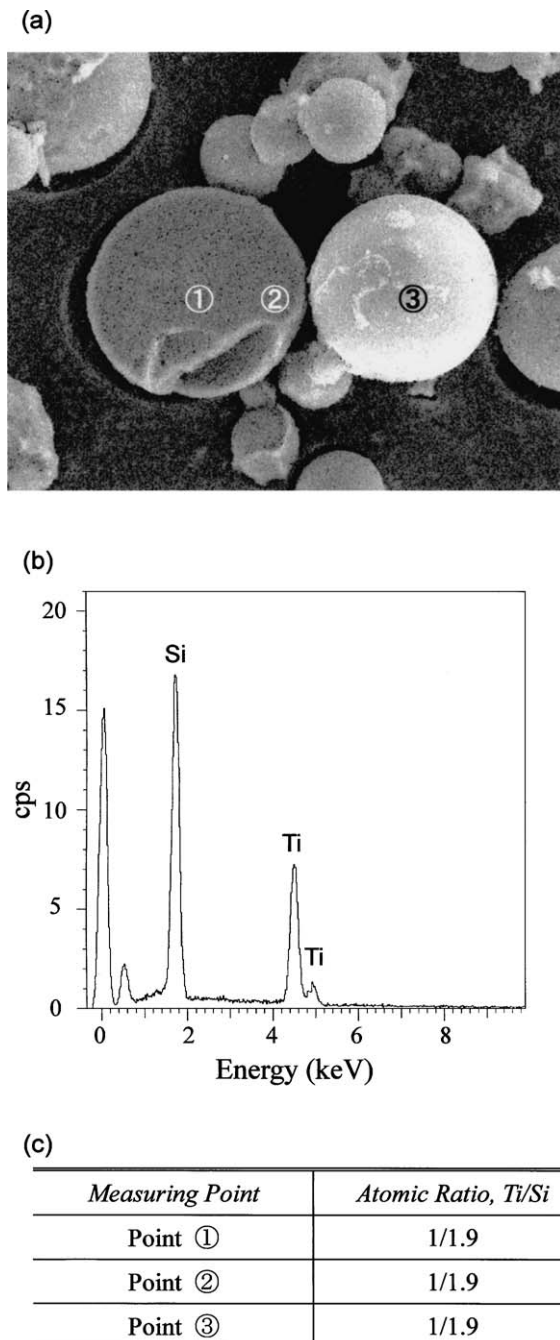 (a)
① ② ③
(b)
20
Si
15
cps
10
Ti
5
Ti
0
0 2 4 6 8
Energy (keV)
(c)
Measuring Point Atomic Ratio, Ti/Si
Point ① 1/1.9
Point ② 1/1.9
Point ③ 1/1.9